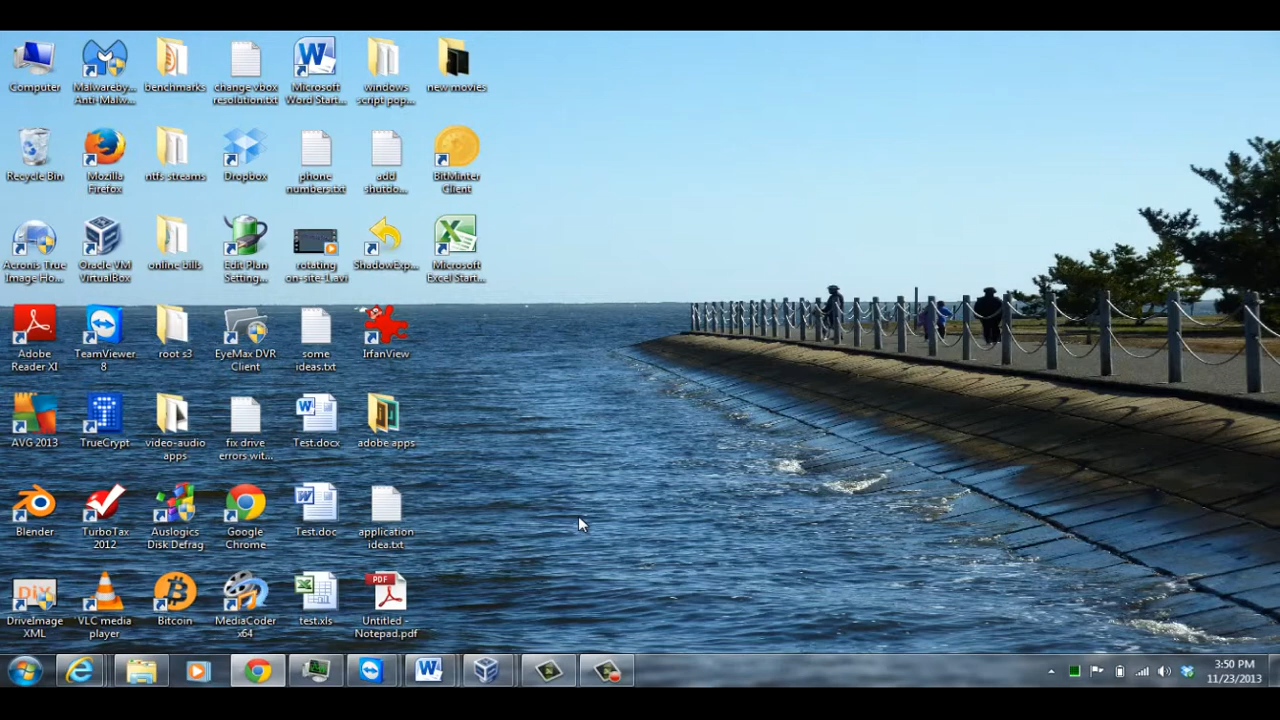 Computer
Malwareby...
Anti-Malw...
benchmarks
change vbox
resolution.txt
Microsoft
Word Start...
windows
script pop...
new movies
Recycle Bin
Mozilla
Firefox
ntfs streams
Dropbox
phone
numbers.txt
add
shutdo...
BitMinter
Client
Acronis True
Image Ho...
Oracle VM
VirtualBox
online bills
Edit Plan
Setting...
rotating
on-site-1.avi
ShadowExp...
Microsoft
Excel Start...
Adobe
Reader XI
TeamViewer
8
root s3
EyeMax DVR
Client
some
ideas.txt
IrfanView
AVG 2013
TrueCrypt
video-audio
apps
fix drive
errors wit...
Test.docx
adobe apps
Blender
TurboTax
2012
Auslogics
Disk Defrag
Google
Chrome
Test.doc
application
idea.txt
DriveImage
XML
VLC media
player
Bitcoin
MediaCoder
x64
test.xls
PDF
Untitled -
Notepad.pdf
3:50 PM
11/23/2013